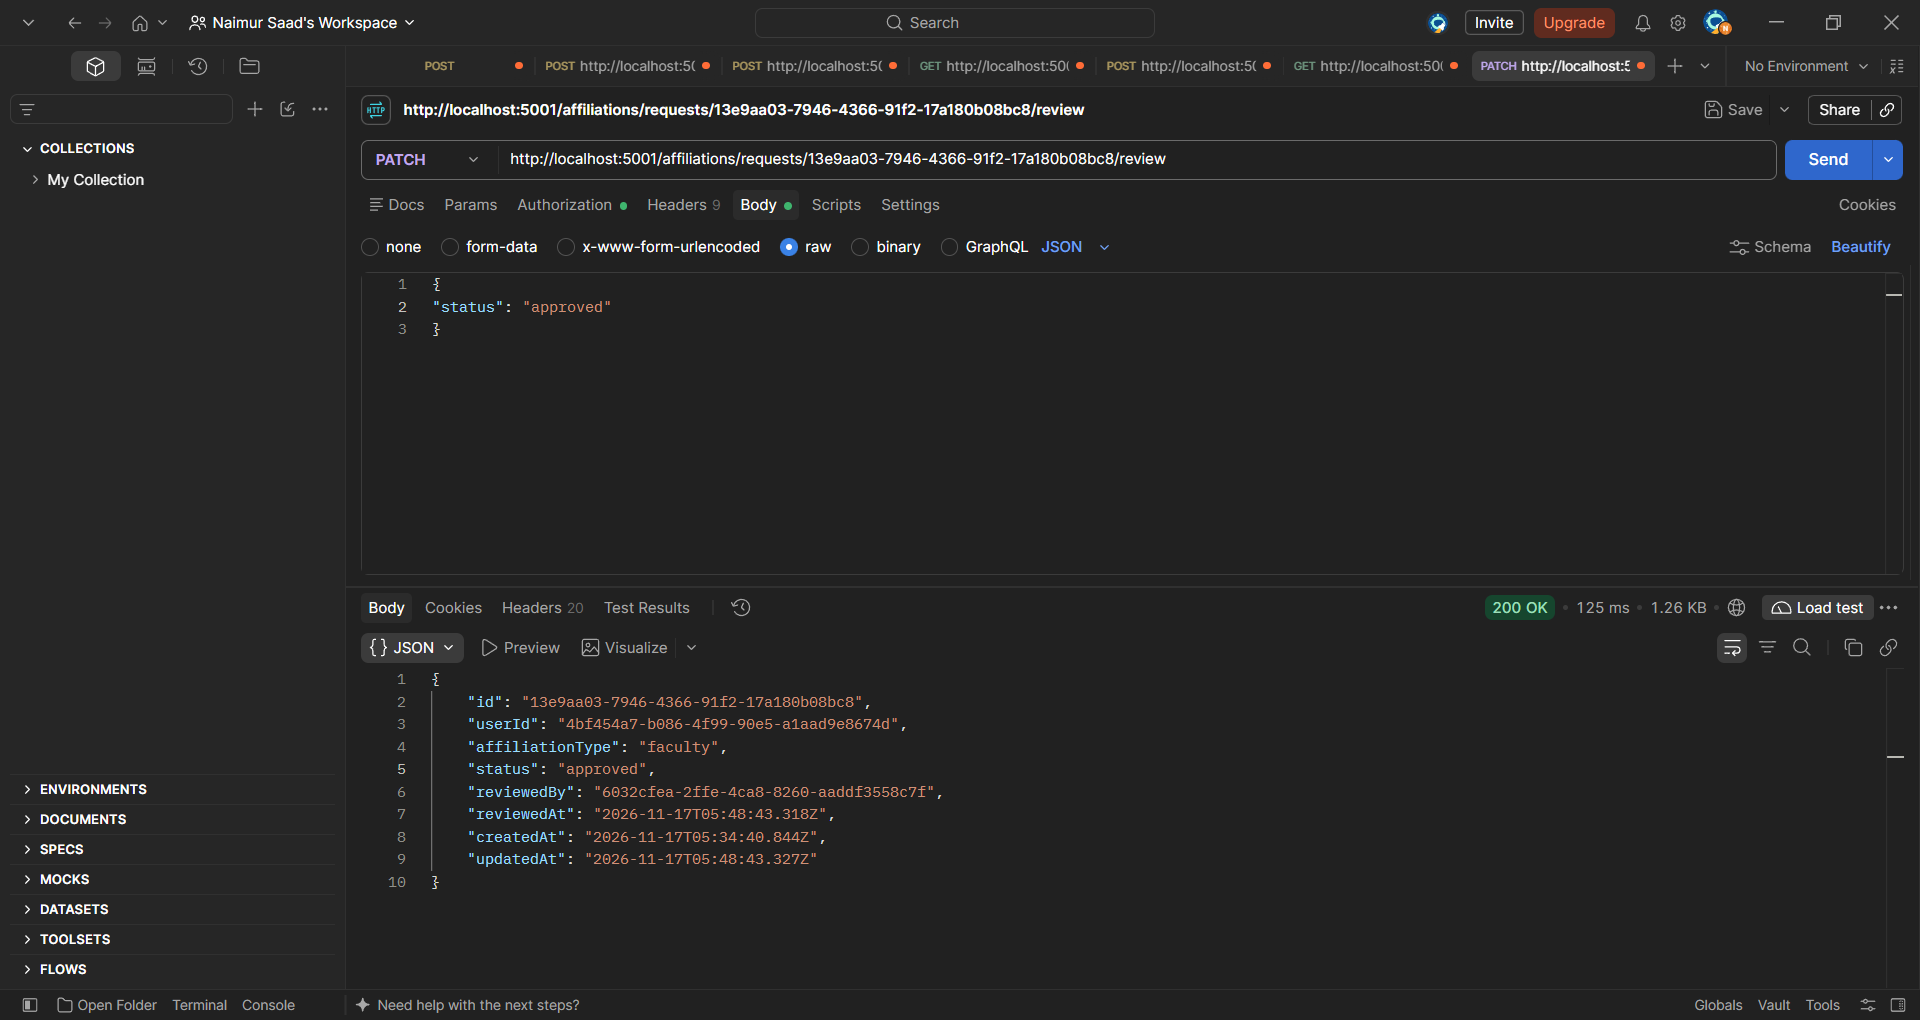 Naimur Saad's Workspace
Search
Invite
Upgrade
POST
POST http://localhost:50
POST http://localhost:50
GET http://localhost:500
POST http://localhost:50
GET http://localhost:500
PATCH http://localhost:5
No Environment
COLLECTIONS
My Collection
HTTP
http://localhost:5001/affiliations/requests/13e9aa03-7946-4366-91f2-17a180b08bc8/review
Save
Share
PATCH
http://localhost:5001/affiliations/requests/13e9aa03-7946-4366-91f2-17a180b08bc8/review
Send
Docs
Params
Authorization
Headers 9
Body
Scripts
Settings
Cookies
none
form-data
x-www-form-urlencoded
raw
binary
GraphQL
JSON
Schema
Beautify
1 {
2 "status": "approved"
3 }
Body
Cookies
Headers 20
Test Results
200 OK
125 ms
1.26 KB
Load test
{} JSON
Preview
Visualize
1 {
2 "id": "13e9aa03-7946-4366-91f2-17a180b08bc8",
3 "userId": "4bf454a7-b086-4f99-90e5-a1aad9e8674d",
4 "affiliationType": "faculty",
5 "status": "approved",
6 "reviewedBy": "6032cfea-2ffe-4ca8-8260-aaddf3558c7f",
7 "reviewedAt": "2026-11-17T05:48:43.318Z",
8 "createdAt": "2026-11-17T05:34:40.844Z",
9 "updatedAt": "2026-11-17T05:48:43.327Z"
10 }
ENVIRONMENTS
DOCUMENTS
SPECS
MOCKS
DATASETS
TOOLSETS
FLOWS
Open Folder
Terminal
Console
Need help with the next steps?
Globals
Vault
Tools